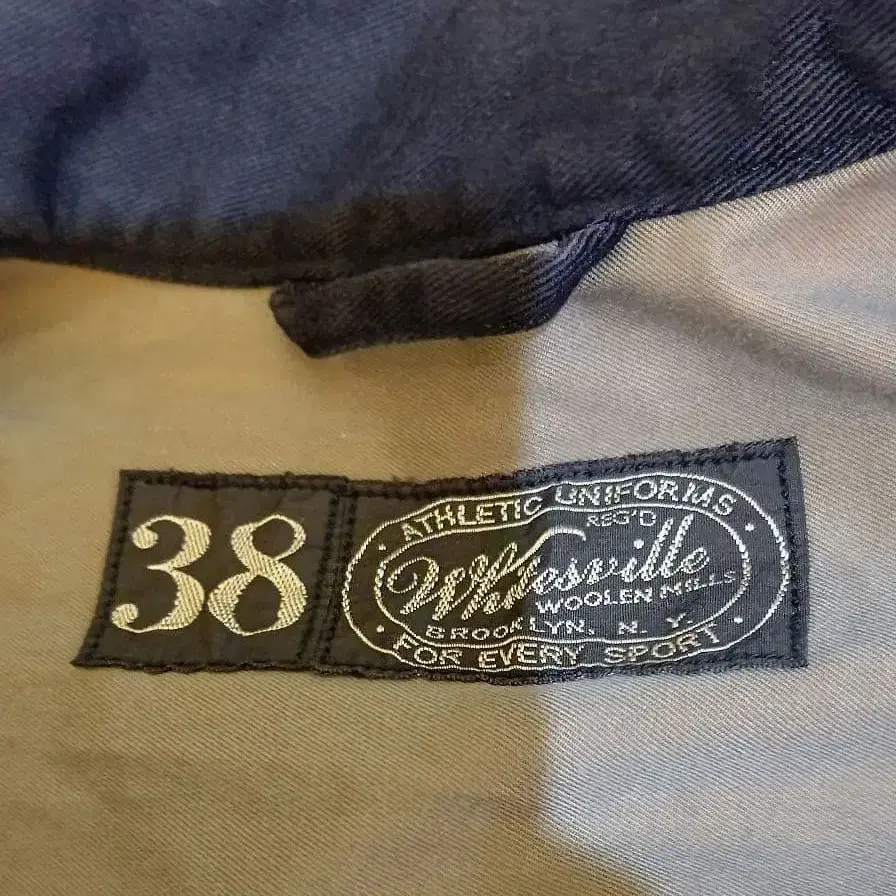 38
ATHLETIC UNIFORMS
REG'D
Whitesville
WOOLEN MILLS
BROOKLYN, N. Y.
FOR EVERY SPORT